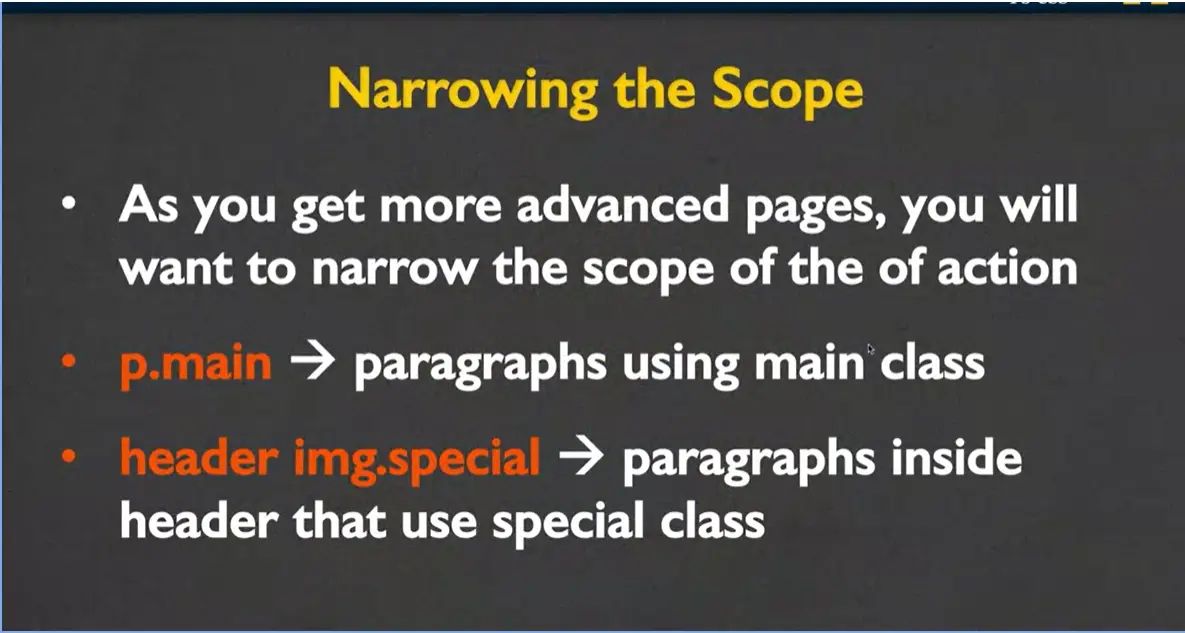 Narrowing the Scope
• As you get more advanced pages, you will
want to narrow the scope of the of action
• p.main → paragraphs using main class
• header img.special → paragraphs inside
header that use special class